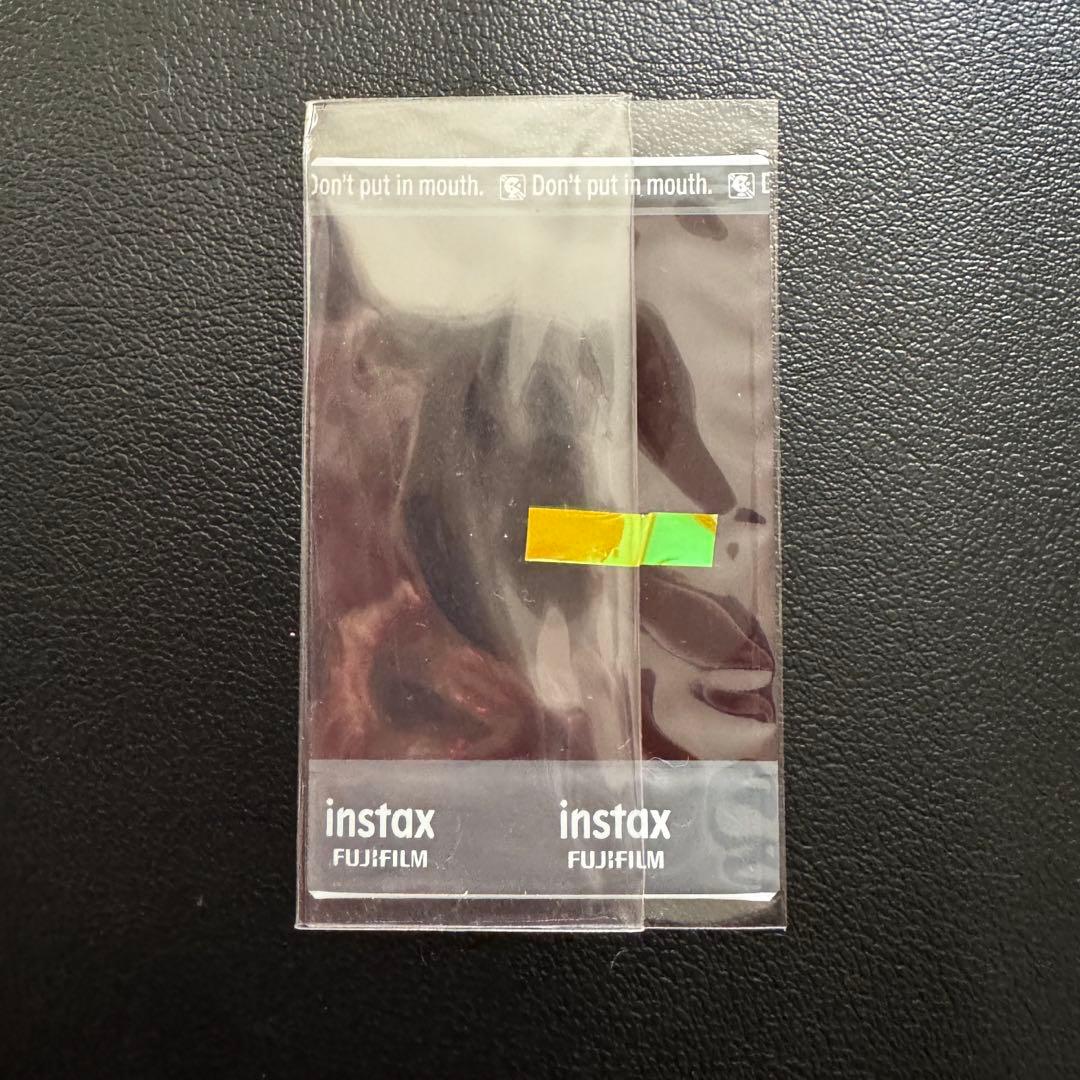 Don't put in mouth. Don't put in mouth.
instax instax
FUJIFILM FUJIFILM